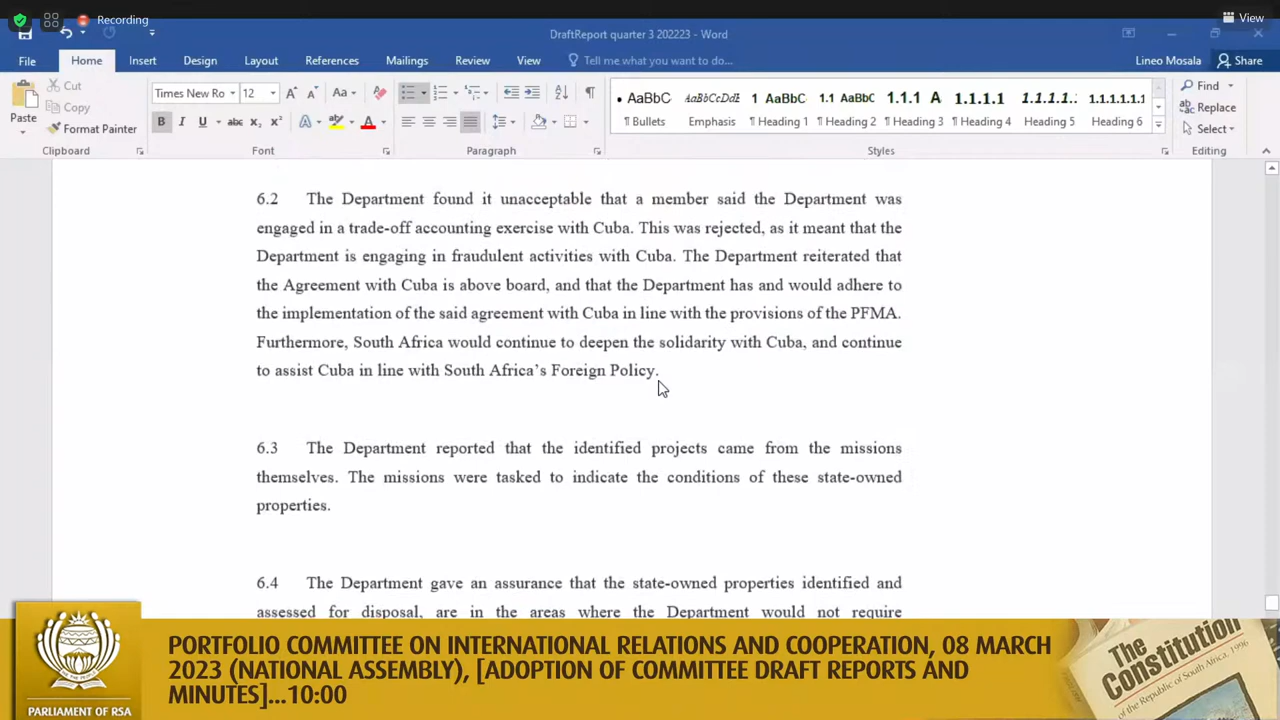 Recording
View
DraftReport quarter 3 202223 - Word
File Home Insert Design Layout References Mailings Review View Tell me what you want to do... Lineo Mosala Share
Paste
Cut
Copy
Format Painter
Times New Ro 12
Aa
B I U abc x₂ x² A A
AaBbC AaBbCcDdE 1 AaBbC 1.1 AaBbC 1.1.1 A 1.1.1.1 1.1.1.1. 1.1.1.1.1.1
¶ Bullets Emphasis ¶ Heading 1 ¶ Heading 2 ¶ Heading 3 ¶ Heading 4 Heading 5 Heading 6
Find
Replace
Select
Clipboard Font Paragraph Styles Editing
6.2 The Department found it unacceptable that a member said the Department was
engaged in a trade-off accounting exercise with Cuba. This was rejected, as it meant that the
Department is engaging in fraudulent activities with Cuba. The Department reiterated that
the Agreement with Cuba is above board, and that the Department has and would adhere to
the implementation of the said agreement with Cuba in line with the provisions of the PFMA.
Furthermore, South Africa would continue to deepen the solidarity with Cuba, and continue
to assist Cuba in line with South Africa's Foreign Policy.
6.3 The Department reported that the identified projects came from the missions
themselves. The missions were tasked to indicate the conditions of these state-owned
properties.
6.4 The Department gave an assurance that the state-owned properties identified and
assessed for disposal, are in the areas where the Department would not require
PORTFOLIO COMMITTEE ON INTERNATIONAL RELATIONS AND COOPERATION, 08 MARCH
2023 (NATIONAL ASSEMBLY), [ADOPTION OF COMMITTEE DRAFT REPORTS AND
MINUTES]...10:00
PARLIAMENT OF RSA
The
Constitution
of the Republic of South Africa, 1996